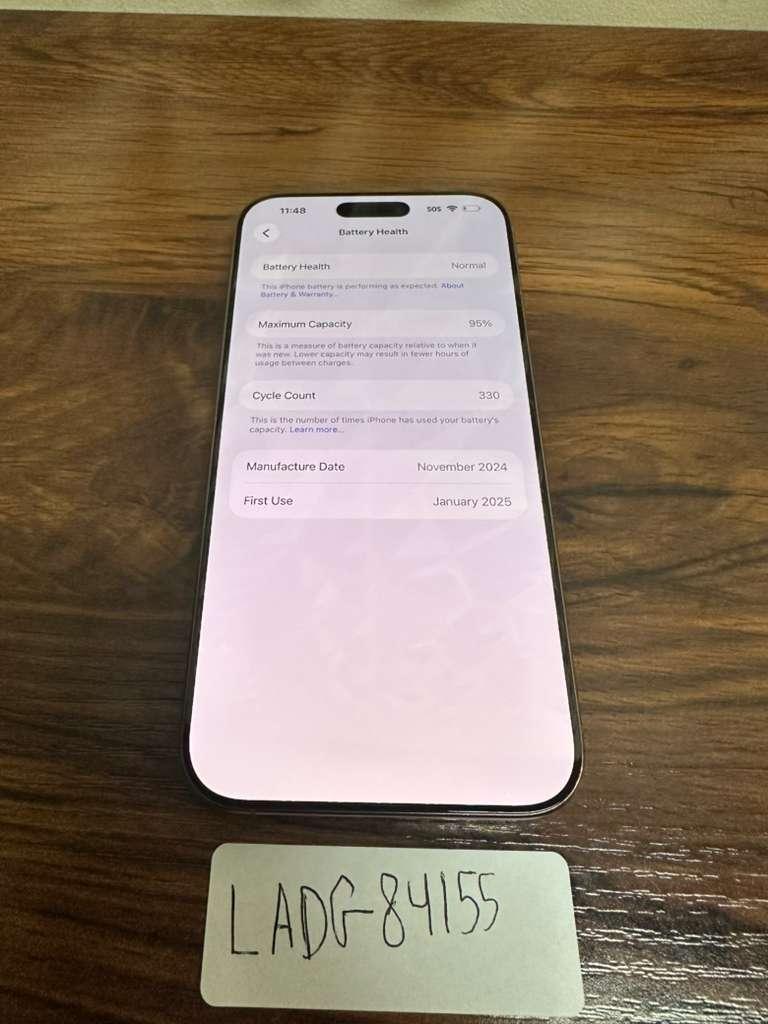 11:48 SOS
Battery Health
Battery Health Normal
This iPhone battery is performing as expected. About
Battery & Warranty...
Maximum Capacity 95%
This is a measure of battery capacity relative to when it
was new. Lower capacity may result in fewer hours of
usage between charges.
Cycle Count 330
This is the number of times iPhone has used your battery's
capacity. Learn more...
Manufacture Date November 2024
First Use January 2025
LADG-84155